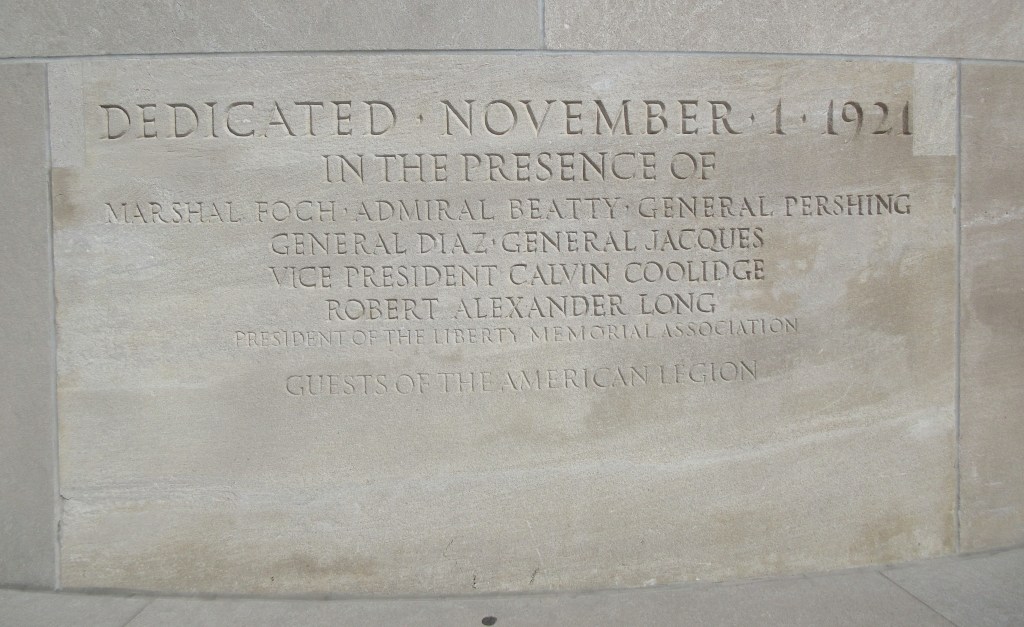 DEDICATED · NOVEMBER · 1 · 1921
IN THE PRESENCE OF
MARSHAL FOCH · ADMIRAL BEATTY · GENERAL PERSHING
GENERAL DIAZ · GENERAL JACQUES
VICE PRESIDENT CALVIN COOLIDGE
ROBERT ALEXANDER LONG
PRESIDENT OF THE LIBERTY MEMORIAL ASSOCIATION
GUESTS OF THE AMERICAN LEGION